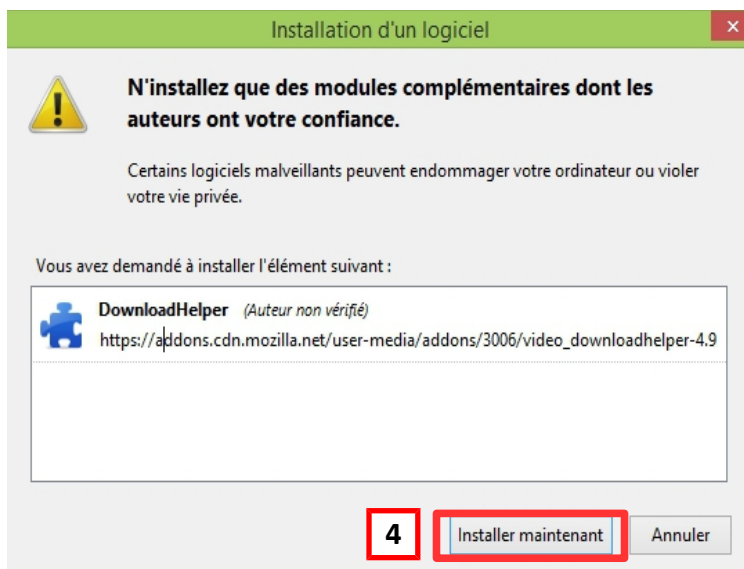 Installation d'un logiciel
N'installez que des modules complémentaires dont les
auteurs ont votre confiance.
Certains logiciels malveillants peuvent endommager votre ordinateur ou violer
votre vie privée.
Vous avez demandé à installer l'élément suivant :
DownloadHelper (Auteur non vérifié)
https://addons.cdn.mozilla.net/user-media/addons/3006/video_downloadhelper-4.9
4 Installer maintenant Annuler